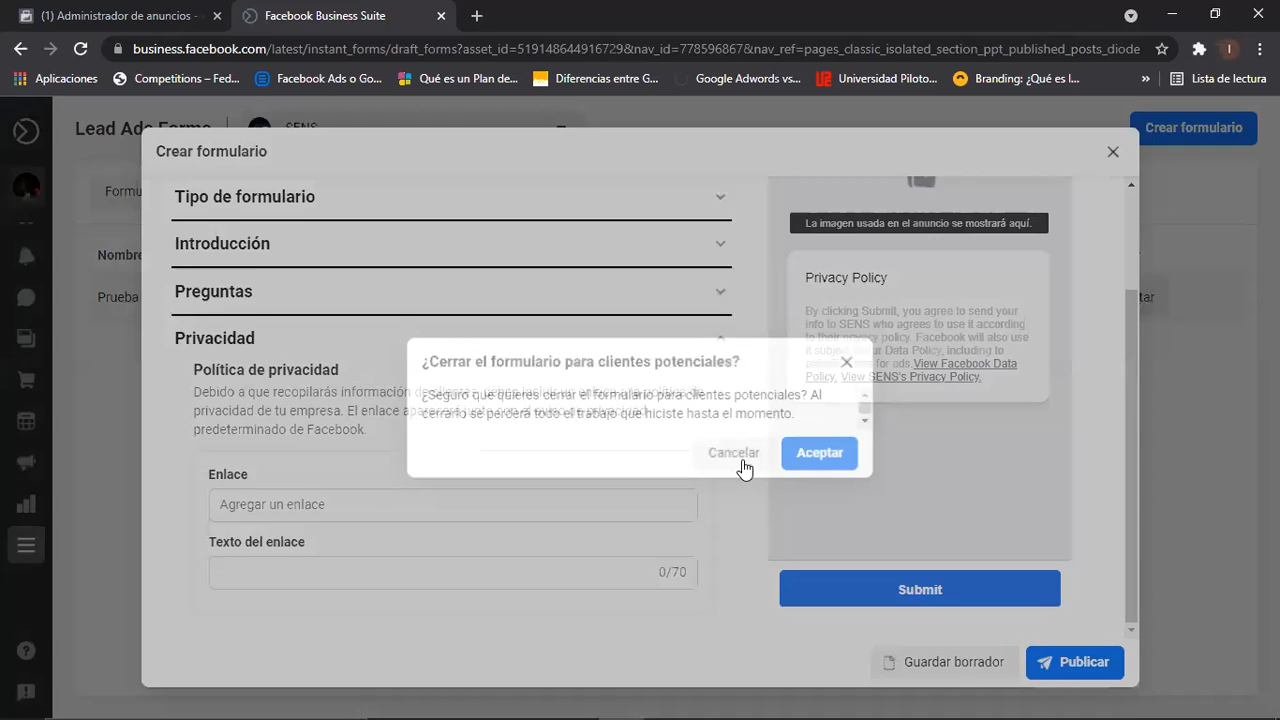 (1) Administrador de anuncios -
Facebook Business Suite
business.facebook.com/latest/instant_forms/draft_forms?asset_id=519148644916729&nav_id=778596867&nav_ref=pages_classic_isolated_section_ppt_published_posts_diode
I
Aplicaciones
Competitions – Fed...
Facebook Ads o Go...
Qué es un Plan de...
Diferencias entre G...
Google Adwords vs...
Universidad Piloto...
Branding: ¿Qué es l...
»
Lista de lectura
Lead Ads Forms
SENS
Crear formulario
Formu
Nombre
Prueba
tar
Crear formulario
Tipo de formulario
Introducción
Preguntas
Privacidad
Política de privacidad
Debido a que recopilarás información de
privacidad de tu empresa. El enlace
predeterminado de Facebook.
Enlace
Agregar un enlace
Texto del enlace
0/70
La imagen usada en el anuncio se mostrará aquí.
Privacy Policy
By clicking Submit, you agree to send your
info to SENS who agrees to use it according
to their privacy policy. Facebook will also use
it subject to our Data Policy, including to
for ads. View Facebook Data
Policy. View SENS's Privacy Policy.
Submit
¿Cerrar el formulario para clientes potenciales?
¿Seguro que quieres cerrar el formulario para clientes potenciales? Al
cerrarlo se perderá todo el trabajo que hiciste hasta el momento.
Cancelar
Aceptar
Guardar borrador
Publicar